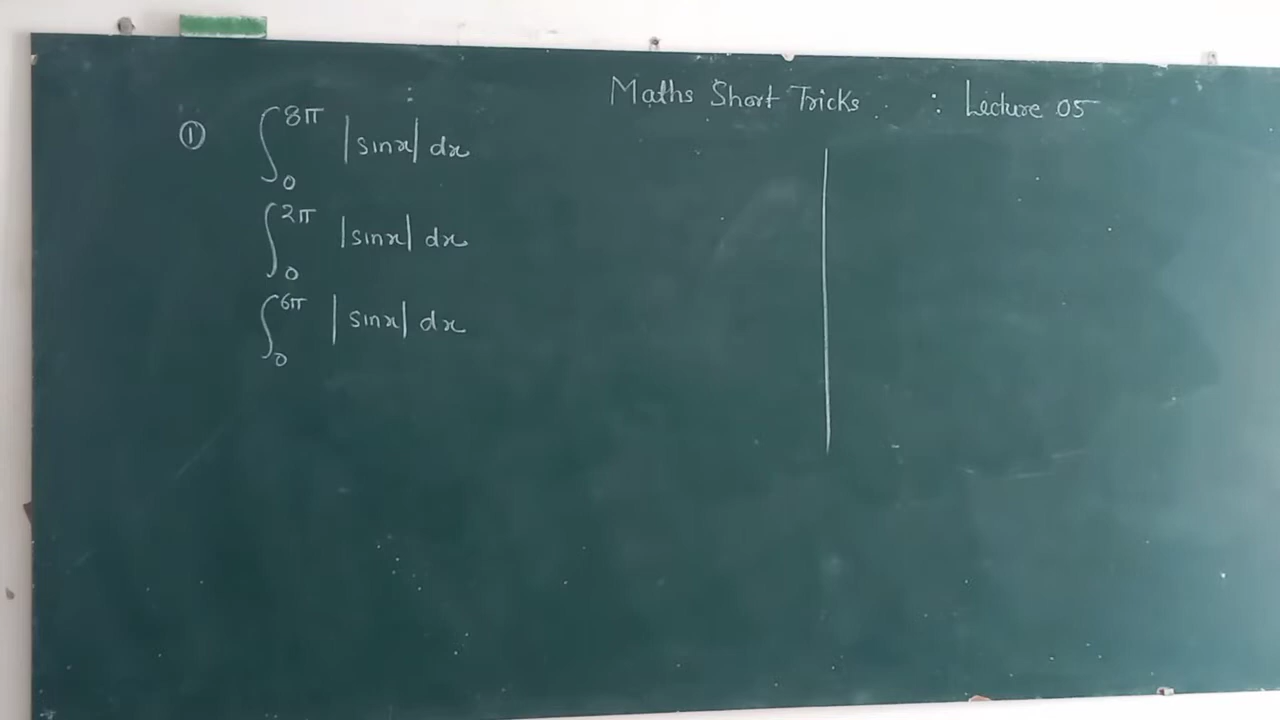 Maths Short Tricks : Lecture 05
① ∫₀^{8π} |sinx| dx
∫₀^{2π} |sinx| dx
∫₀^{6π} |sinx| dx